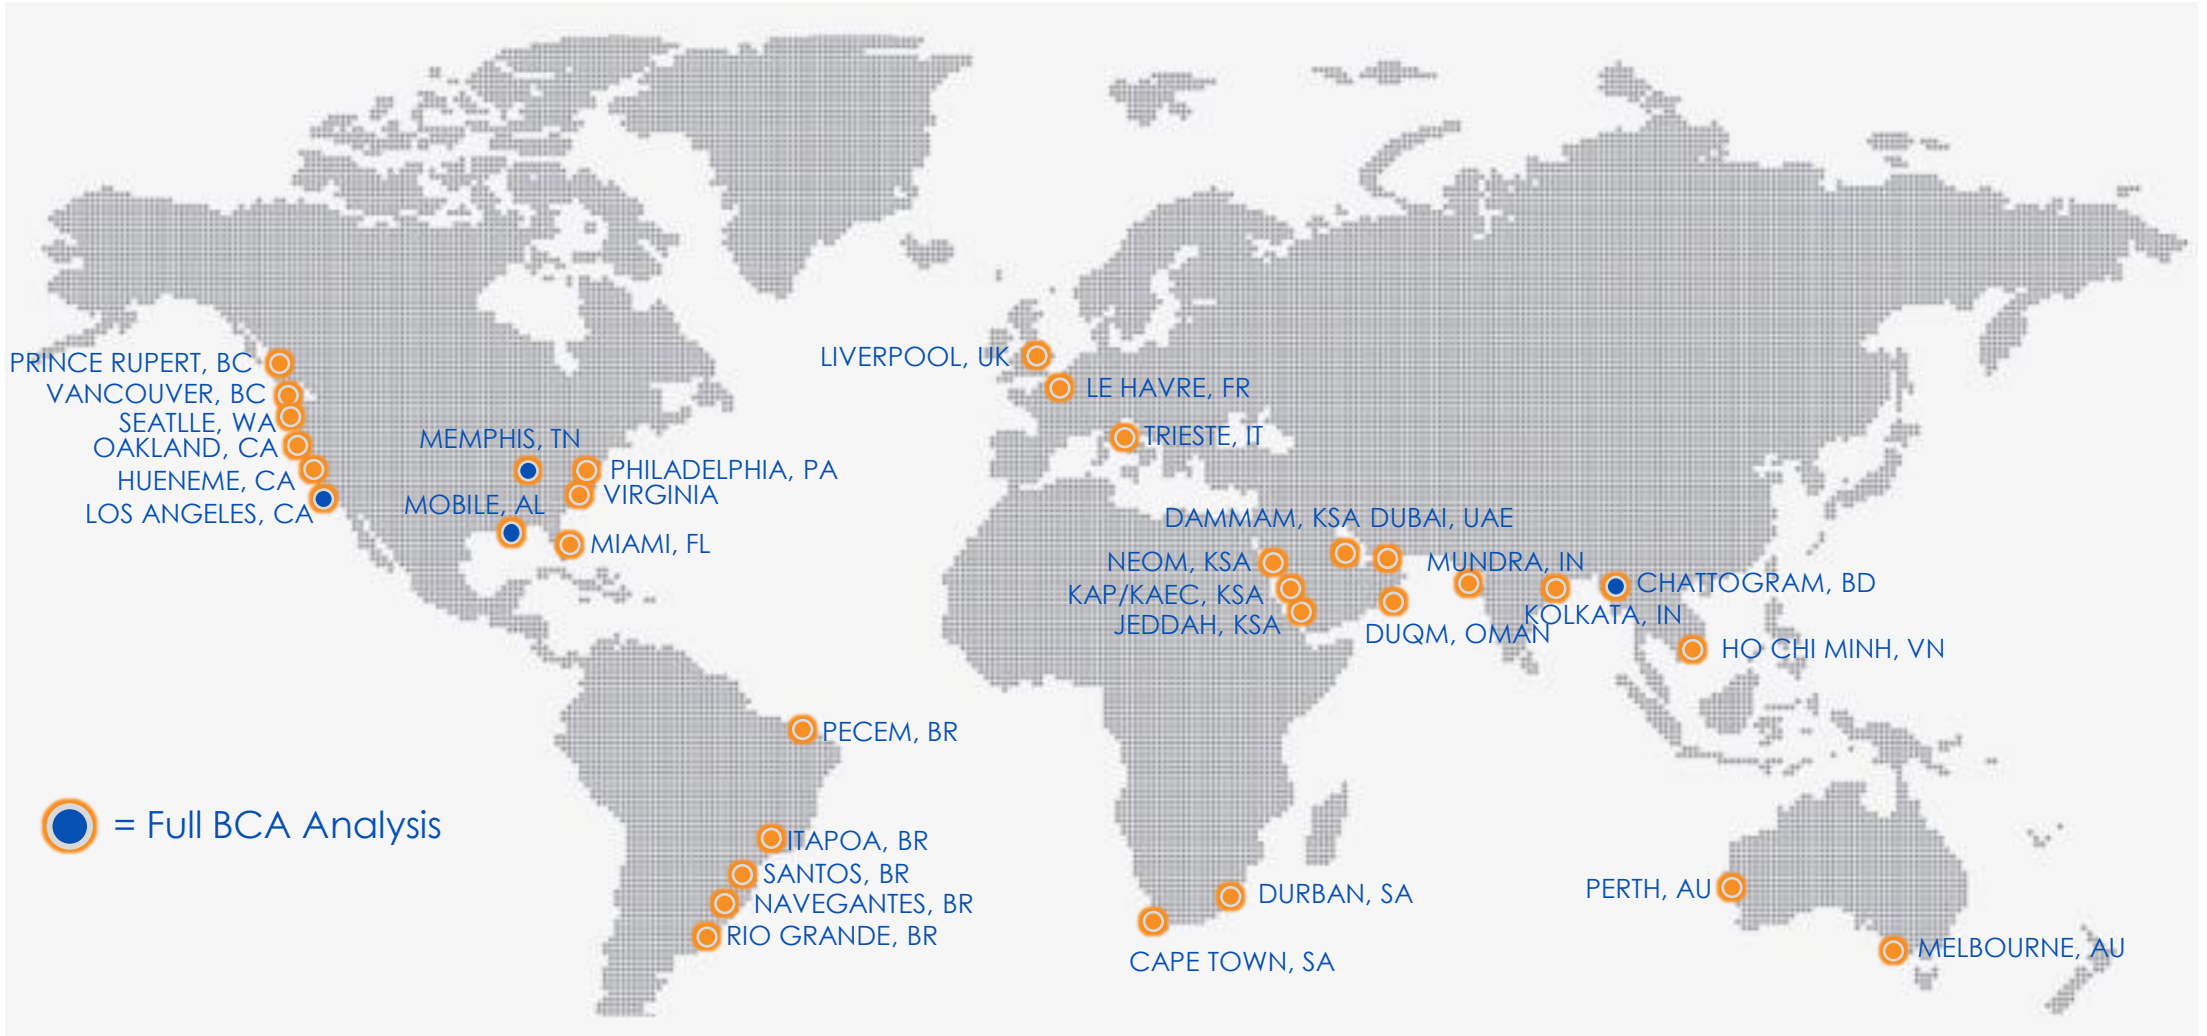 PRINCE RUPERT, BC
VANCOUVER, BC
SEATLLE, WA
OAKLAND, CA
HUENEME, CA
LOS ANGELES, CA
MEMPHIS, TN
MOBILE, AL
PHILADELPHIA, PA
VIRGINIA
MIAMI, FL
LIVERPOOL, UK
LE HAVRE, FR
TRIESTE, IT
DAMMAM, KSA
DUBAI, UAE
NEOM, KSA
KAP/KAEC, KSA
JEDDAH, KSA
MUNDRA, IN
DUQM, OMAN
KOLKATA, IN
CHATTOGRAM, BD
HO CHI MINH, VN
PECEM, BR
ITAPOA, BR
SANTOS, BR
NAVEGANTES, BR
RIO GRANDE, BR
DURBAN, SA
CAPE TOWN, SA
PERTH, AU
MELBOURNE, AU
= Full BCA Analysis